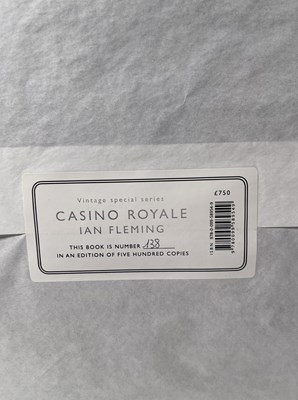 Vintage special series
£750
CASINO ROYALE
IAN FLEMING
THIS BOOK IS NUMBER 138
IN AN EDITION OF FIVE HUNDRED COPIES